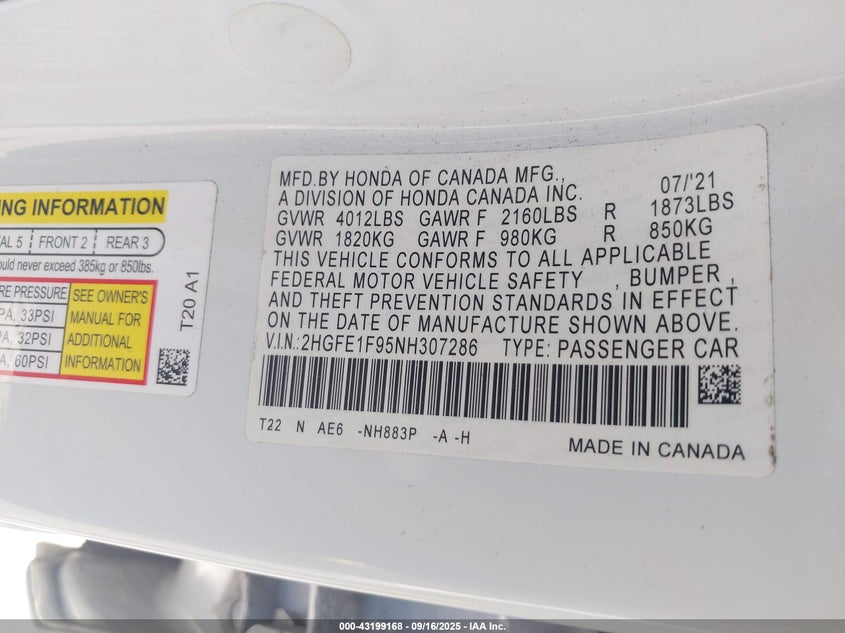 NG INFORMATION
AL 5 FRONT 2 REAR 3
ould never exceed 385kg or 850lbs.
RE PRESSURE
PA, 33PSI
PA, 32PSI
A, 60PSI
SEE OWNER'S
MANUAL FOR
ADDITIONAL
INFORMATION
T20 A1
MFD.BY HONDA OF CANADA MFG.,
A DIVISION OF HONDA CANADA INC. 07/'21
GVWR 4012LBS GAWR F 2160LBS R 1873LBS
GVWR 1820KG GAWR F 980KG R 850KG
THIS VEHICLE CONFORMS TO ALL APPLICABLE
FEDERAL MOTOR VEHICLE SAFETY , BUMPER ,
AND THEFT PREVENTION STANDARDS IN EFFECT
ON THE DATE OF MANUFACTURE SHOWN ABOVE.
V.I.N.:2HGFE1F95NH307286 TYPE: PASSENGER CAR
T22 N AE6 -NH883P -A -H
MADE IN CANADA
000-43199168 - 09/16/2025 - IAA Inc.